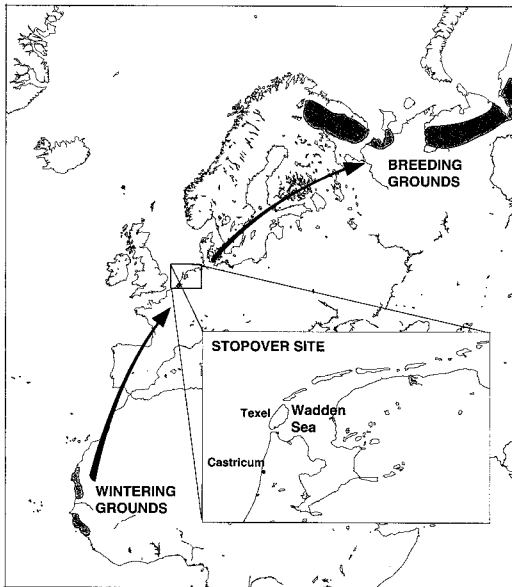 BREEDING
GROUNDS
STOPOVER SITE
Texel
Wadden
Sea
Castricum
WINTERING
GROUNDS